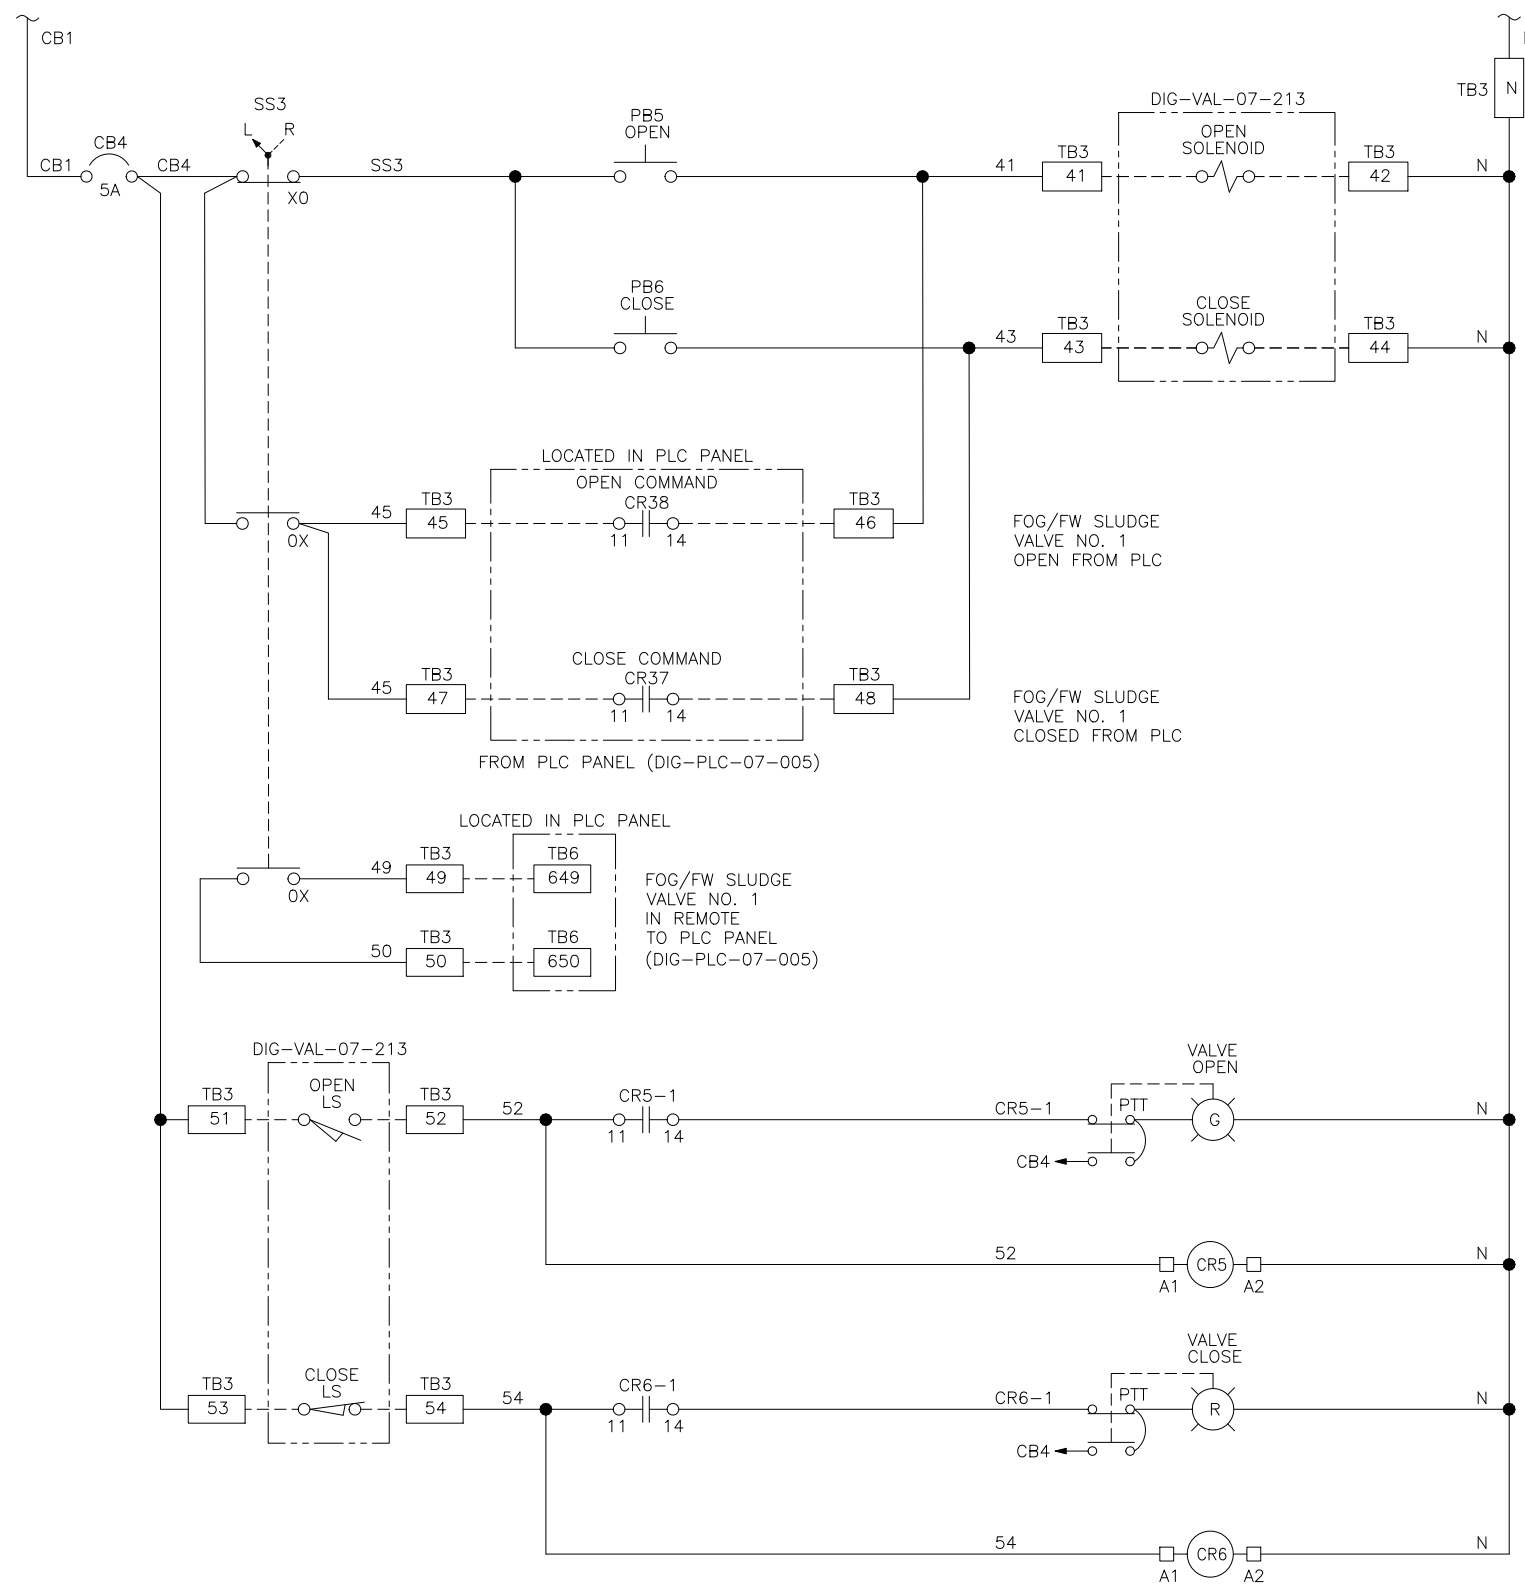 CB1
TB3 N
DIG-VAL-07-213
SS3
L R
PB5
OPEN
OPEN
SOLENOID
CB4
CB1 CB4 SS3 41 TB3 TB3 N
5A X0 41 42
PB6
CLOSE
CLOSE
SOLENOID
43 TB3 TB3 N
43 44
LOCATED IN PLC PANEL
OPEN COMMAND
45 TB3 CR38 TB3
45 46
0X 11 14
FOG/FW SLUDGE
VALVE NO. 1
OPEN FROM PLC
CLOSE COMMAND
45 TB3 CR37 TB3
47 48
11 14
FOG/FW SLUDGE
VALVE NO. 1
CLOSED FROM PLC
FROM PLC PANEL (DIG-PLC-07-005)
LOCATED IN PLC PANEL
49 TB3 TB6
49 649
0X
50 TB3 TB6
50 650
FOG/FW SLUDGE
VALVE NO. 1
IN REMOTE
TO PLC PANEL
(DIG-PLC-07-005)
DIG-VAL-07-213
VALVE
OPEN
OPEN
LS
TB3 TB3 52 CR5-1 CR5-1 PTT N
51 52 G
11 14
CB4
52 N
CR5
A1 A2
VALVE
CLOSE
CLOSE
LS
TB3 TB3 54 CR6-1 CR6-1 PTT N
53 54 R
11 14
CB4
54 N
CR6
A1 A2